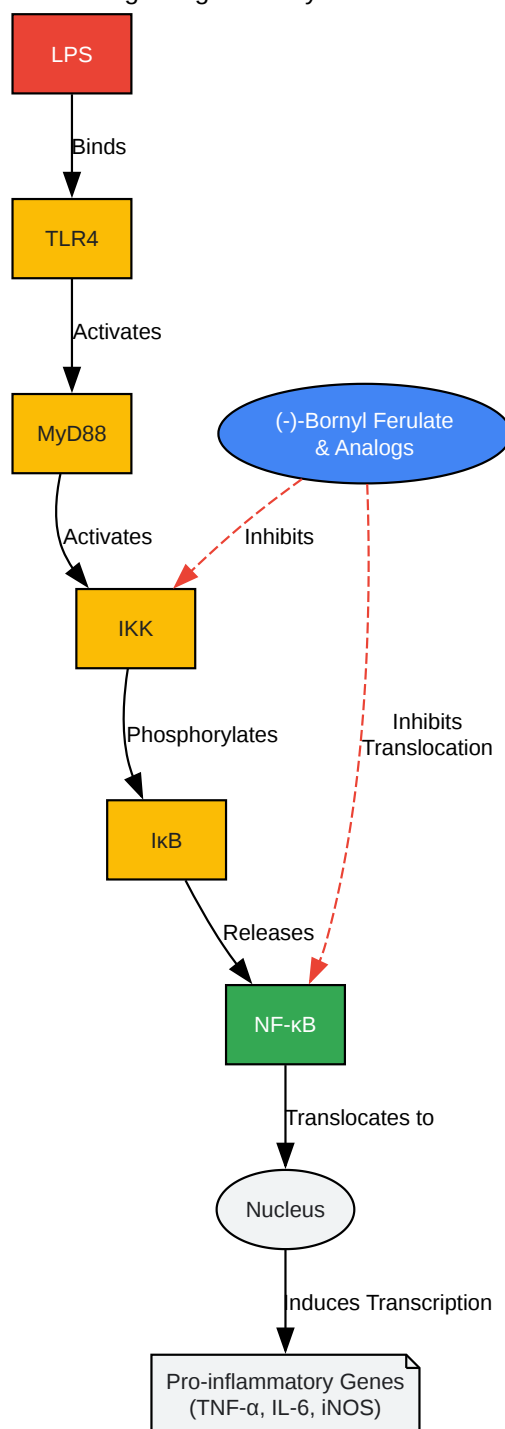 LPS
Binds
TLR4
Activates
MyD88
(-)-Bornyl Ferulate
& Analogs
Activates
Inhibits
IKK
Inhibits
Translocation
Phosphorylates
IκB
Releases
NF-κB
Translocates to
Nucleus
Induces Transcription
Pro-inflammatory Genes
(TNF-α, IL-6, iNOS)